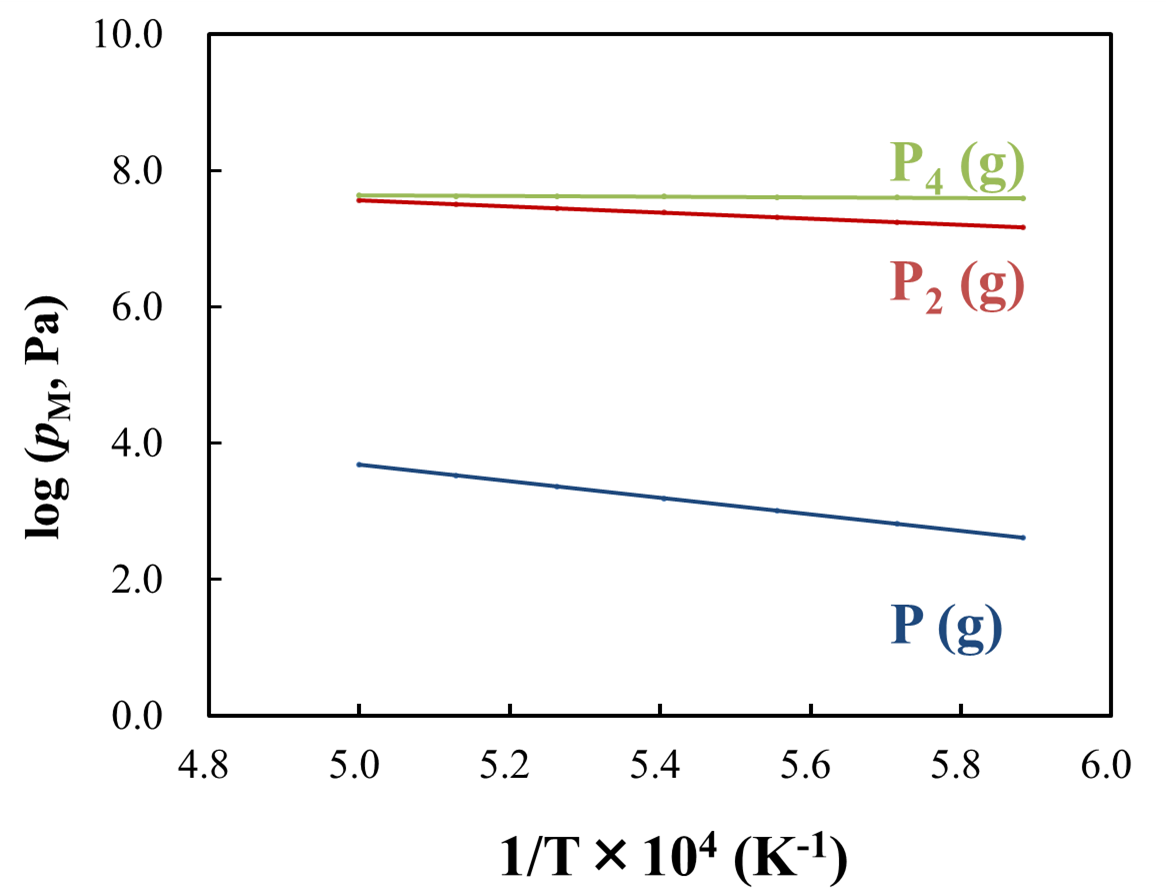 10.0
8.0
6.0
4.0
2.0
0.0
log (pM, Pa)
P4 (g)
P2 (g)
P (g)
4.8 5.0 5.2 5.4 5.6 5.8 6.0
1/T × 10⁴ (K⁻¹)